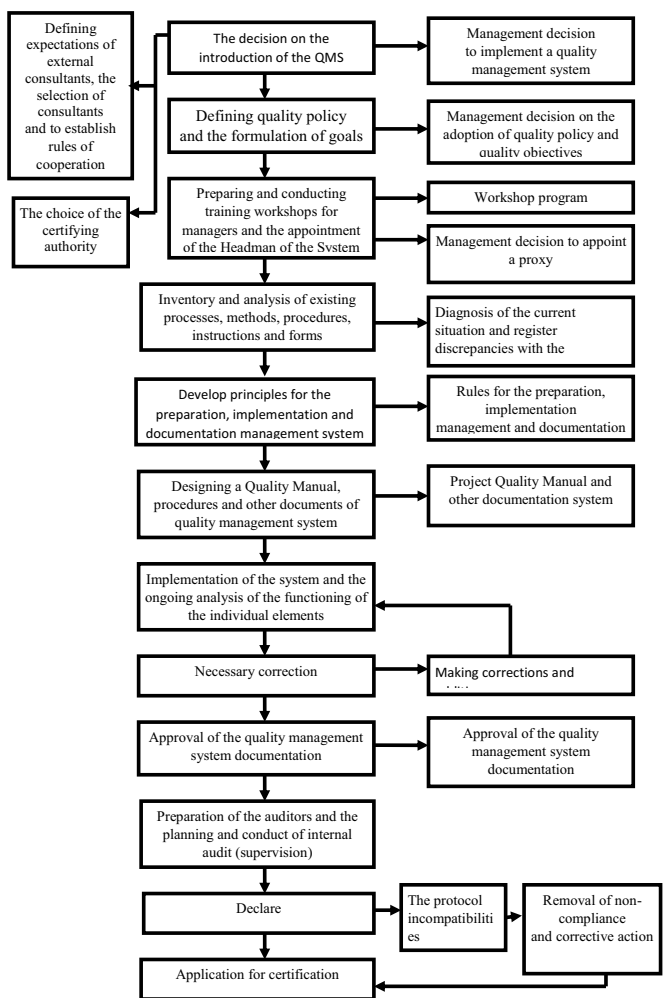 Defining
expectations of
external
consultants, the
selection of
consultants
and to establish
rules of
cooperation
The decision on the
introduction of the QMS
Management decision
to implement a quality
management system
Defining quality policy
and the formulation of goals
Management decision on the
adoption of quality policy and
quality objectives
The choice of the
certifying
authority
Preparing and conducting
training workshops for
managers and the appointment
of the Headman of the System
Workshop program
Management decision to appoint
a proxy
Inventory and analysis of existing
processes, methods, procedures,
instructions and forms
Diagnosis of the current
situation and register
discrepancies with the
Develop principles for the
preparation, implementation and
documentation management system
Rules for the preparation,
implementation
management and documentation
Designing a Quality Manual,
procedures and other documents of
quality management system
Project Quality Manual and
other documentation system
Implementation of the system and the
ongoing analysis of the functioning of
the individual elements
Necessary correction
Making corrections and
Approval of the quality management
system documentation
Approval of the quality
management system
documentation
Preparation of the auditors and the
planning and conduct of internal
audit (supervision)
Declare
The protocol
incompatibiliti
es
Removal of non-
compliance
and corrective action
Application for certification